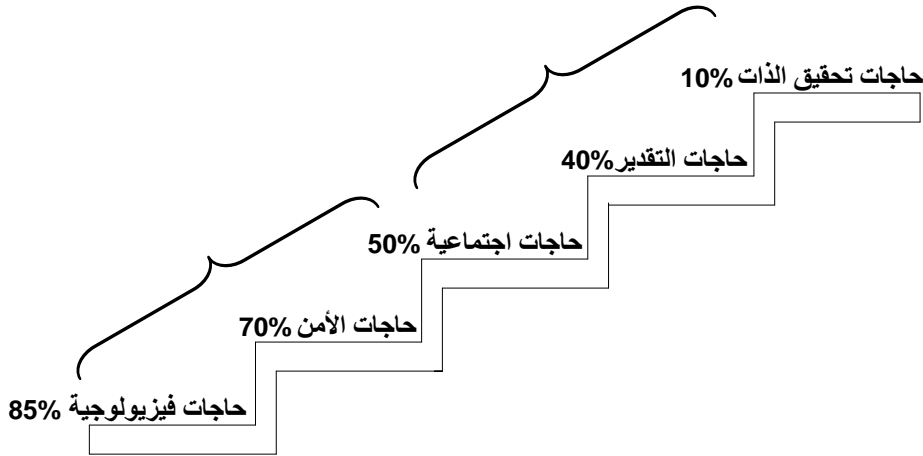 حاجات تحقيق الذات 10%
حاجات التقدير 40%
حاجات اجتماعية 50%
حاجات الأمن 70%
حاجات فيزيولوجية 85%